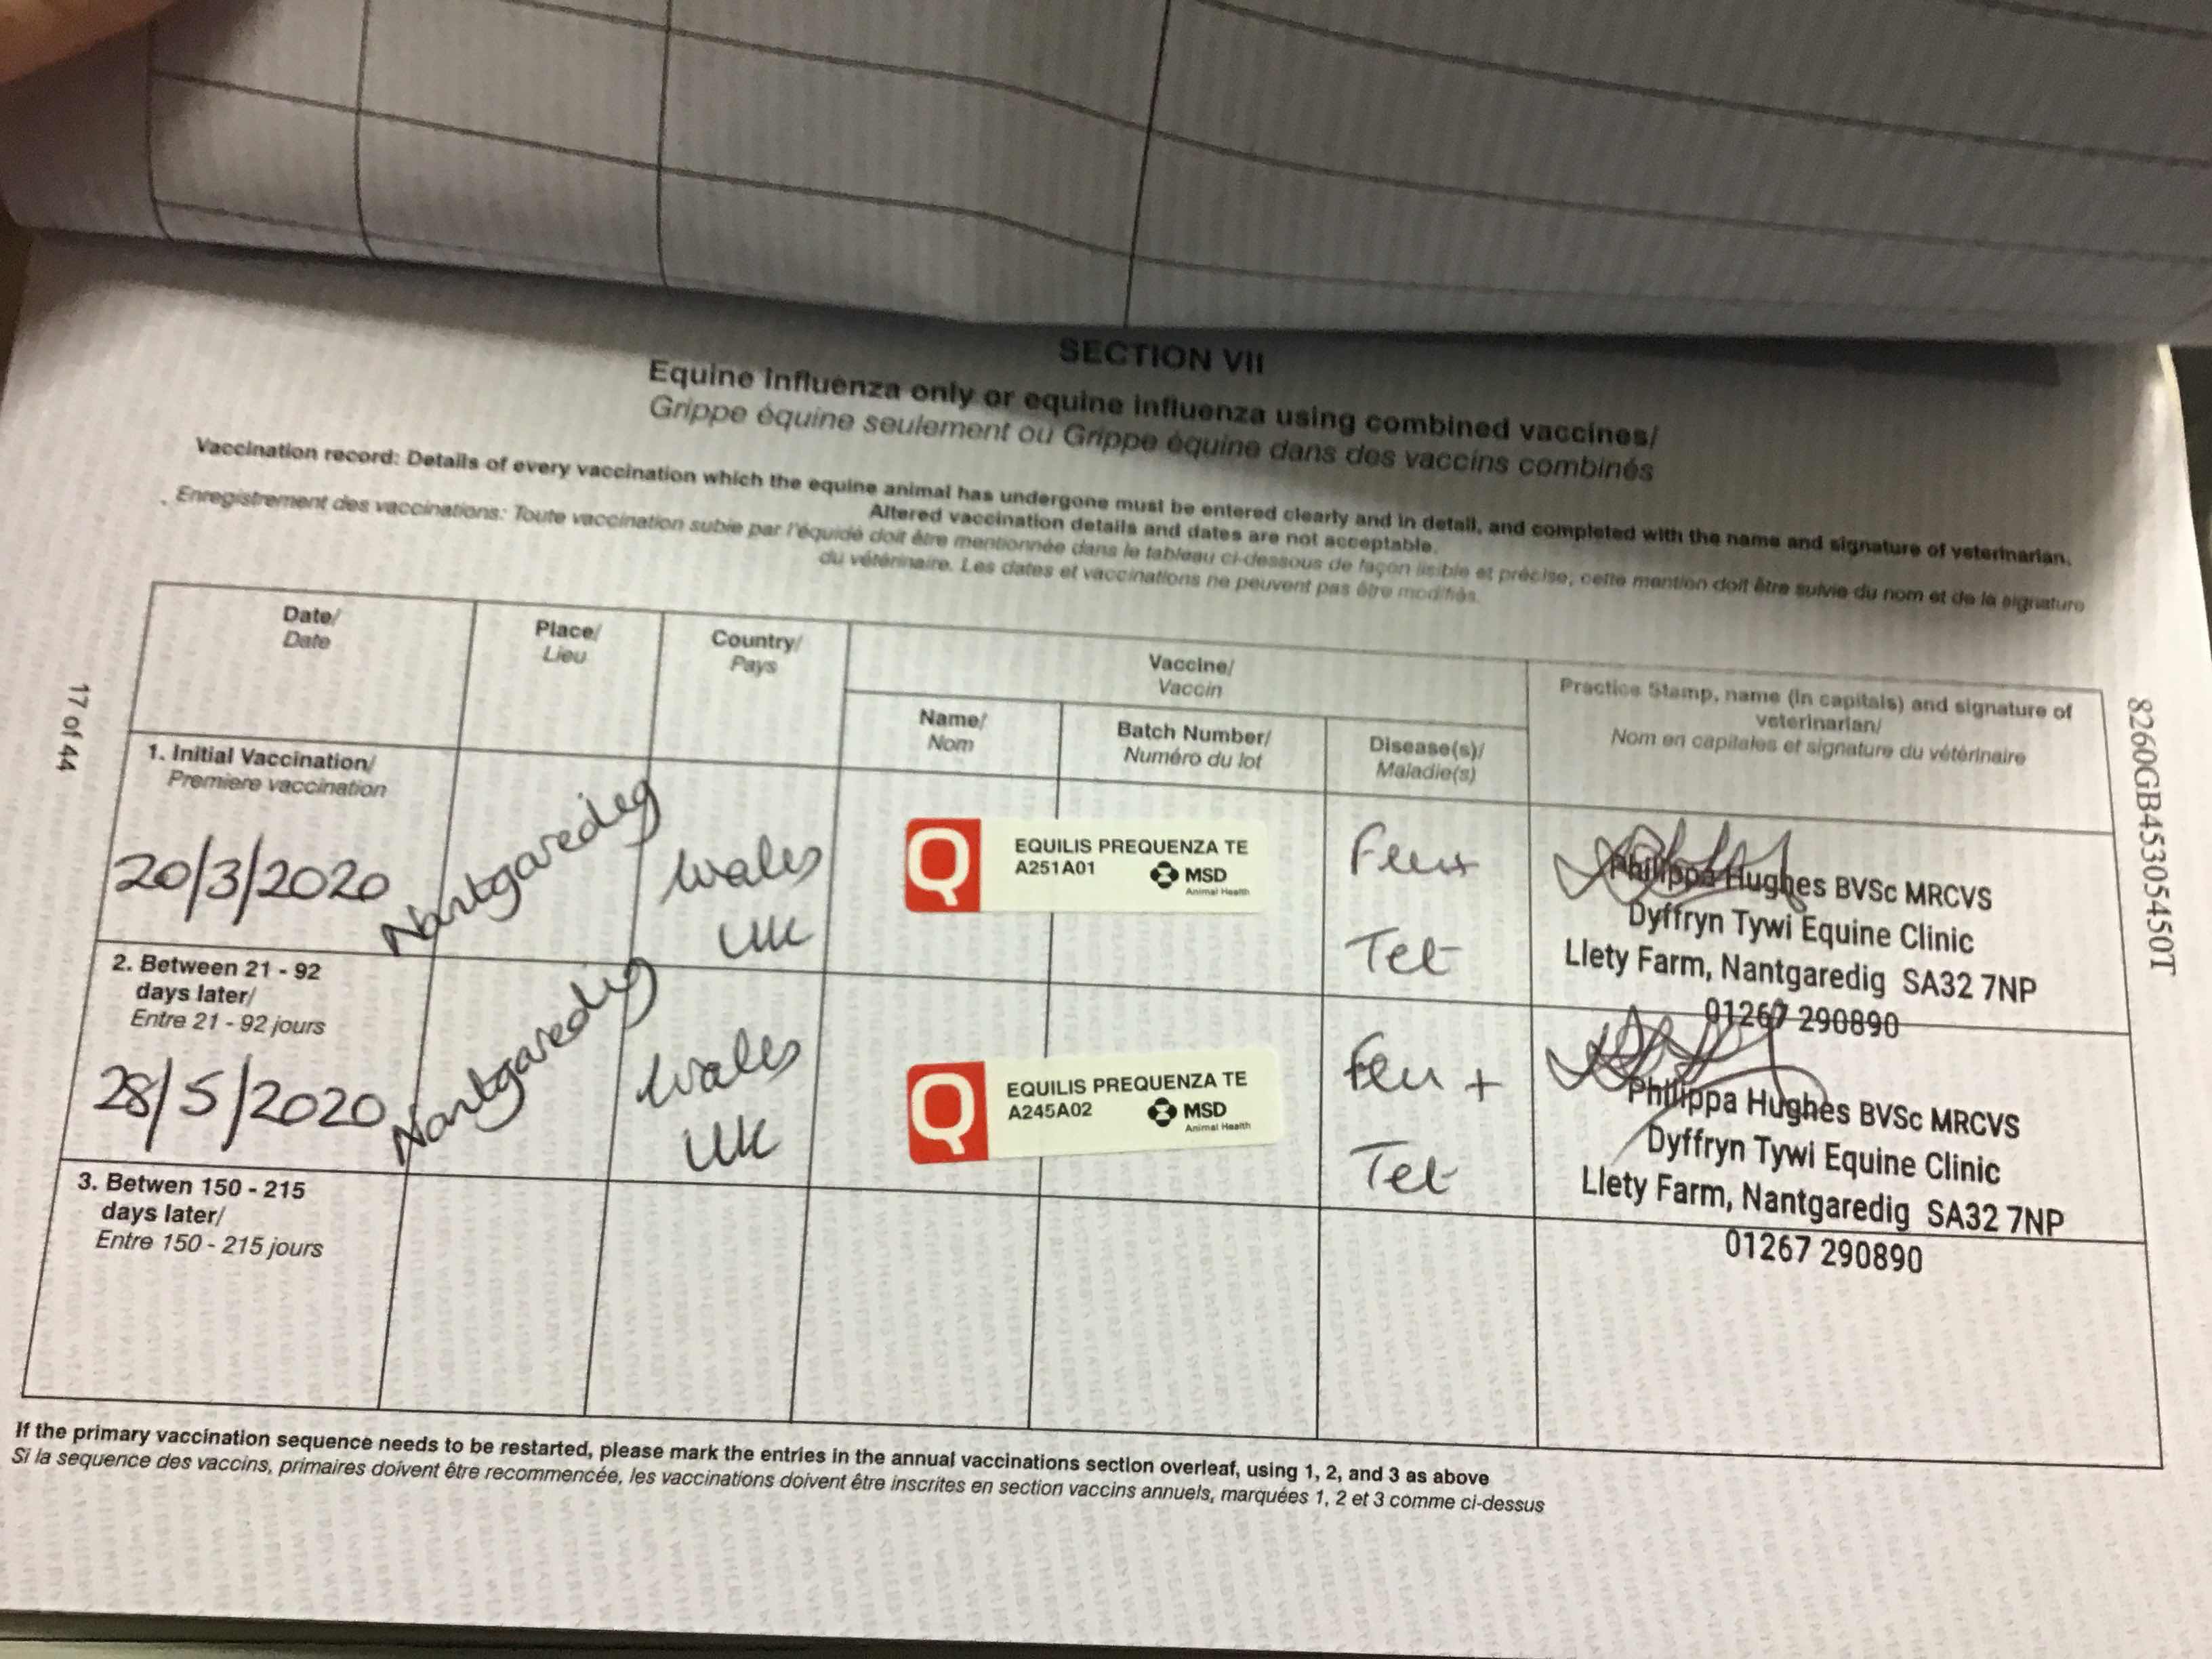 SECTION VII
Equine influenza only or equine influenza using combined vaccines/
Grippe équine seulement ou Grippe équine dans des vaccins combinés
Vaccination record: Details of every vaccination which the equine animal has undergone must be entered clearly and in detail, and completed with the name and signature of veterinarian.
Altered vaccination details and dates are not acceptable.
Enregistrement des vaccinations: Toute vaccination subie par l'équidé doit être mentionnée dans le tableau ci-dessous de façon lisible et précise, cette mention doit être suivie du nom et de la signature
du vétérinaire. Les dates et vaccinations ne peuvent pas être modifiés.
Date/
Date
Place/
Lieu
Country/
Pays
Vaccine/
Vaccin
Name/
Nom
Batch Number/
Numéro du lot
Disease(s)/
Maladie(s)
Practice Stamp, name (in capitals) and signature of
veterinarian/
Nom en capitales et signature du vétérinaire
1. Initial Vaccination/
Premiere vaccination
20/3/2020
Nantgaredig
Wales
UK
Q
EQUILIS PREQUENZA TE
A251A01
MSD
Animal Health
Tet
Philippa Hughes BVSc MRCVS
Dyffryn Tywi Equine Clinic
Llety Farm, Nantgaredig SA32 7NP
01267 290890
2. Between 21 - 92
days later/
Entre 21 - 92 jours
28/5/2020
Nantgaredig
Wales
UK
Q
EQUILIS PREQUENZA TE
A245A02
MSD
Animal Health
Tet
Philippa Hughes BVSc MRCVS
Dyffryn Tywi Equine Clinic
Llety Farm, Nantgaredig SA32 7NP
01267 290890
3. Betwen 150 - 215
days later/
Entre 150 - 215 jours
If the primary vaccination sequence needs to be restarted, please mark the entries in the annual vaccinations section overleaf, using 1, 2, and 3 as above
Si la sequence des vaccins, primaires doivent être recommencée, les vaccinations doivent être inscrites en section vaccins annuels, marquées 1, 2 et 3 comme ci-dessus
17 of 44
8260GB45305450T